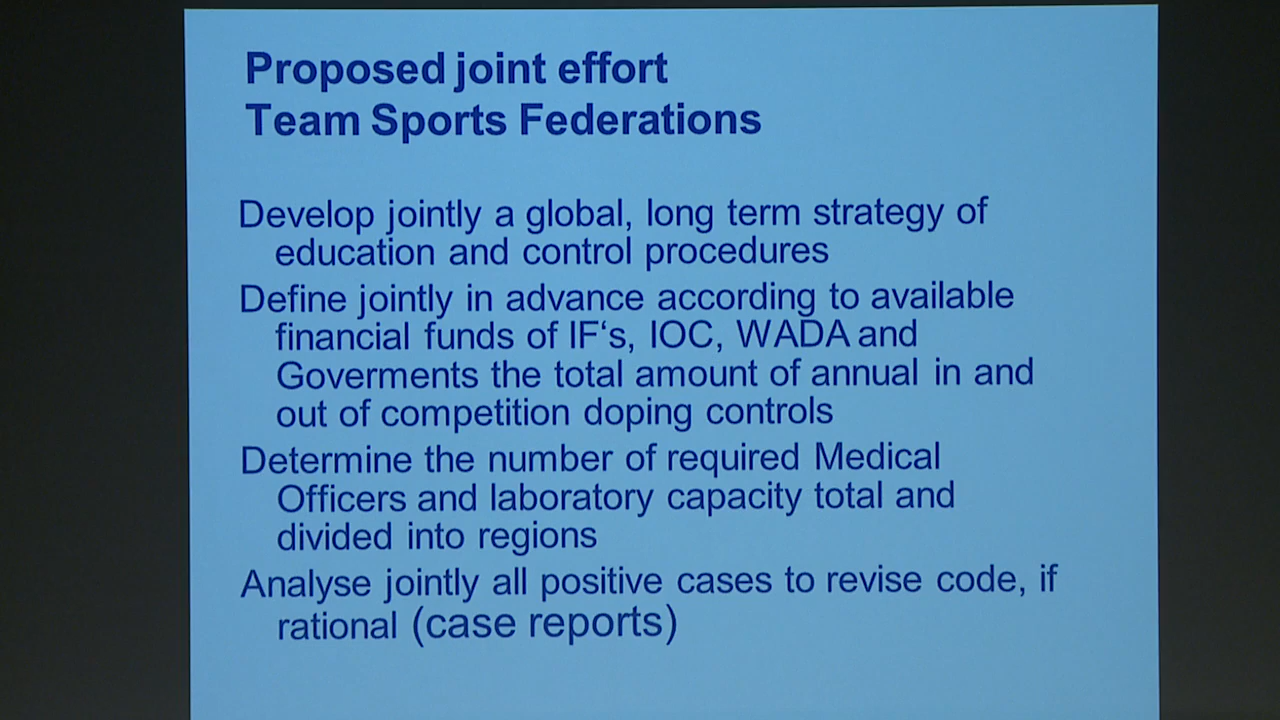 Proposed joint effort
Team Sports Federations
Develop jointly a global, long term strategy of
education and control procedures
Define jointly in advance according to available
financial funds of IF‘s, IOC, WADA and
Goverments the total amount of annual in and
out of competition doping controls
Determine the number of required Medical
Officers and laboratory capacity total and
divided into regions
Analyse jointly all positive cases to revise code, if
rational (case reports)